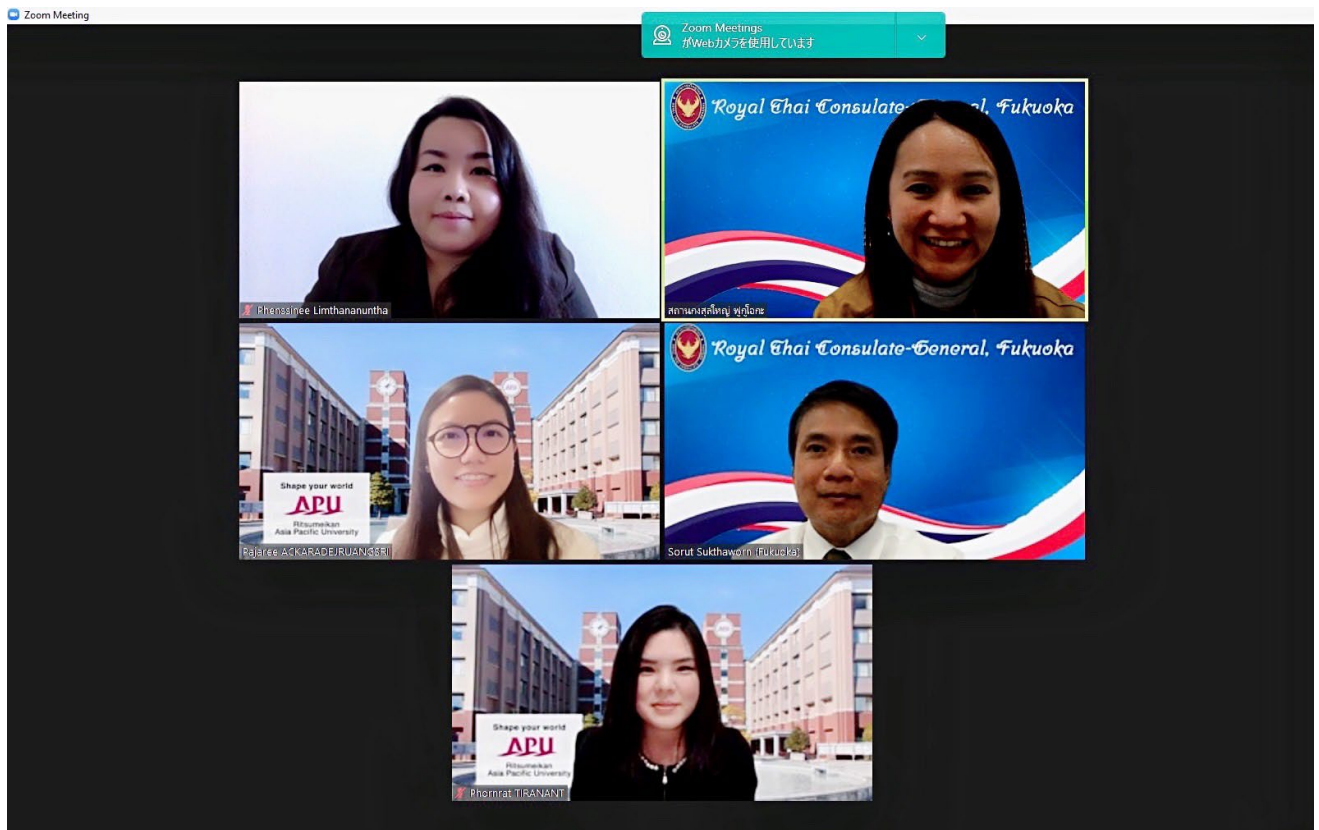 Zoom Meeting
Zoom Meetings
がWebカメラを使用しています
Royal Thai Consulate-General, Fukuoka
Phenssinee Limthananuntha
สถานกงสุลใหญ่ ฟูกูโอกะ
Royal Thai Consulate-General, Fukuoka
Shape your world
APU
Ritsumeikan
Asia Pacific University
Pajaree ACKARADEJRUANGSRI
Sorut Sukthaworn (Fukuoka)
Shape your world
APU
Ritsumeikan
Asia Pacific University
Phornrat TIRANANT